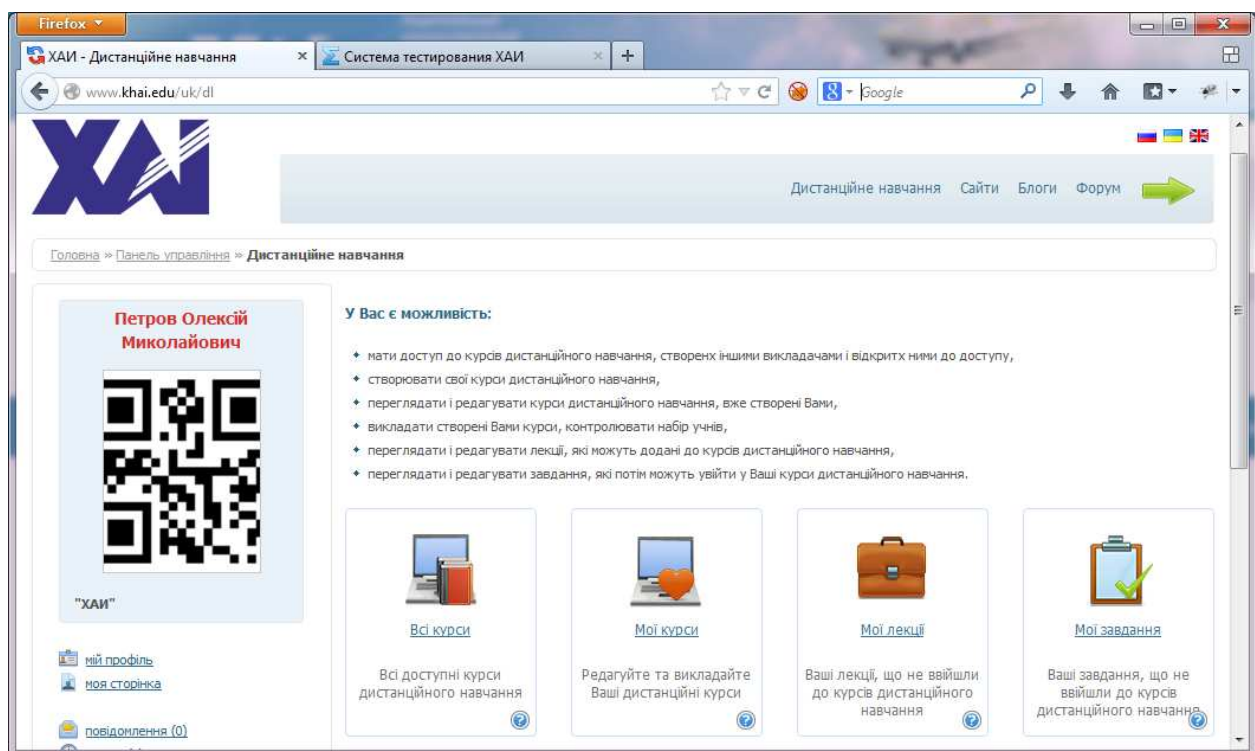 Firefox
ХАИ - Дистанційне навчання
Система тестирования ХАИ
www.khai.edu/uk/dl
Google
ХАІ
Дистанційне навчання Сайти Блоги Форум
Головна » Панель управління » Дистанційне навчання
Петров Олексій
Миколайович
"ХАИ"
мій профіль
моя сторінка
повідомлення (0)
У Вас є можливість:
мати доступ до курсів дистанційного навчання, створенх іншими викладачами і відкритх ними до доступу,
створювати свої курси дистанційного навчання,
переглядати і редагувати курси дистанційного навчання, вже створені Вами,
викладати створені Вами курси, контролювати набір учнів,
переглядати і редагувати лекції, які можуть додані до курсів дистанційного навчання,
переглядати і редагувати завдання, які потім можуть увійти у Ваші курси дистанційного навчання.
Всі курси
Всі доступні курси
дистанційного навчання
Мої курси
Редагуйте та викладайте
Ваші дистанційні курси
Мої лекції
Ваші лекції, що не ввійшли
до курсів дистанційного
навчання
Мої завдання
Ваші завдання, що не
ввійшли до курсів
дистанційного навчання